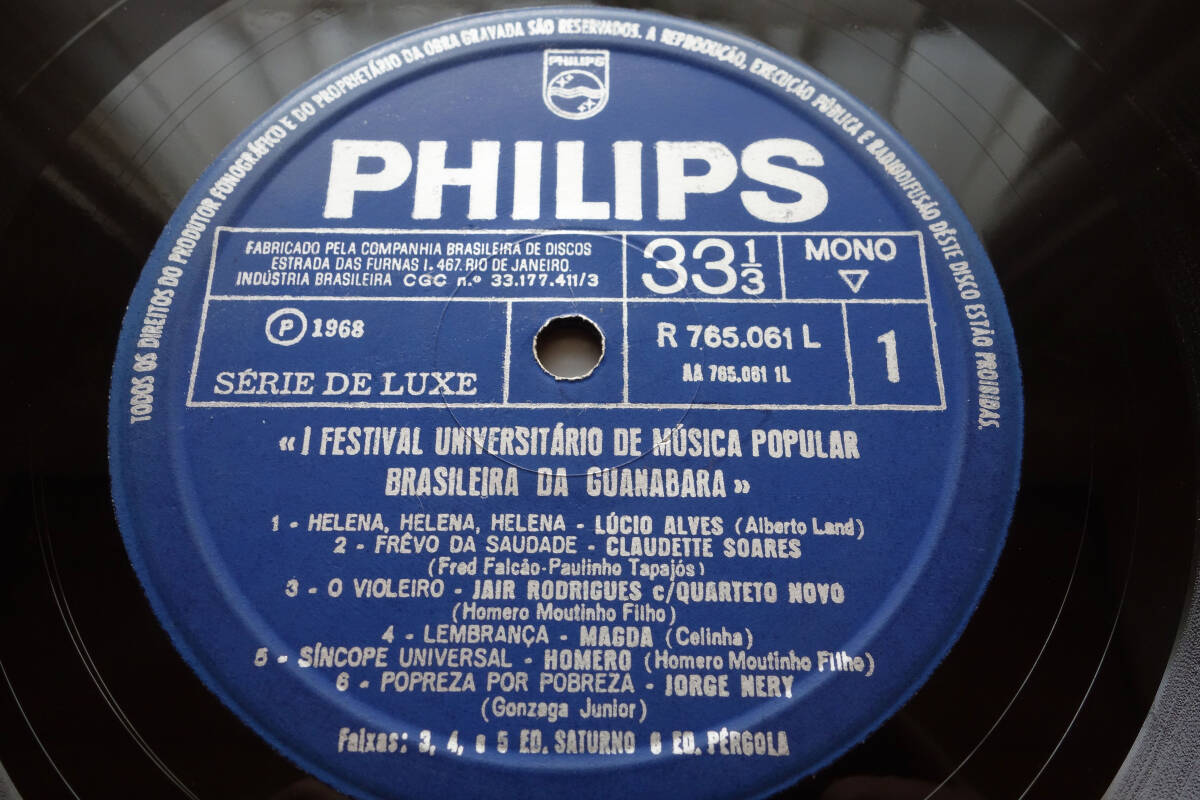 TODOS OS DIREITOS DO PRODUTOR FONOGRÁFICO E DO PROPRIETÁRIO DA OBRA GRAVADA SÃO RESERVADOS. A REPRODUÇÃO, EXECUÇÃO PÚBLICA E RADIODIFUSÃO DÊSTE DISCO ESTÃO PROIBIDAS.
PHILIPS
PHILIPS
FABRICADO PELA COMPANHIA BRASILEIRA DE DISCOS
ESTRADA DAS FURNAS I. 467. RIO DE JANEIRO.
INDÚSTRIA BRASILEIRA CGC n.º 33.177.411/3
33 1/3
MONO
Ⓟ 1968
SÉRIE DE LUXE
R 765.061 L
AA 765.061 1L
1
«I FESTIVAL UNIVERSITÁRIO DE MÚSICA POPULAR
BRASILEIRA DA GUANABARA»
1 - HELENA, HELENA, HELENA - LÚCIO ALVES (Alberto Land)
2 - FRÊVO DA SAUDADE - CLAUDETTE SOARES
(Fred Falcão-Paulinho Tapajós)
3 - O VIOLEIRO - JAIR RODRIGUES c/QUARTETO NOVO
(Homero Moutinho Filho)
4 - LEMBRANÇA - MAGDA (Celinha)
5 - SÍNCOPE UNIVERSAL - HOMERO (Homero Moutinho Filho)
6 - POPREZA POR POBREZA - JORGE NERY
(Gonzaga Junior)
Faixas: 3, 4, e 5 ED. SATURNO 6 ED. PÉRGOLA